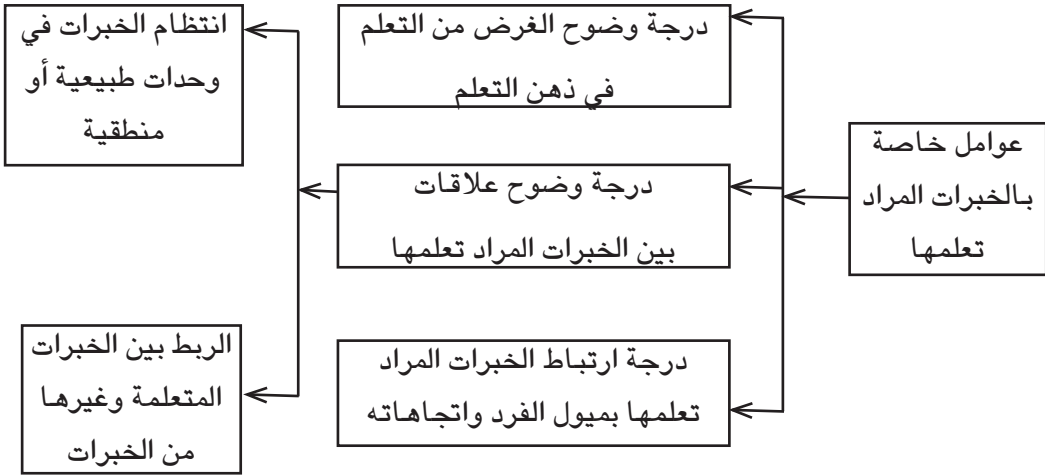 عوامل خاصة
بالخبرات المراد
تعلمها
درجة وضوح الغرض من التعلم
في ذهن التعلم
درجة وضوح علاقات
بين الخبرات المراد تعلمها
درجة ارتباط الخبرات المراد
تعلمها بميول الفرد واتجاهاته
انتظام الخبرات في
وحدات طبيعية أو
منطقية
الربط بين الخبرات
المتعلمة وغيرها
من الخبرات